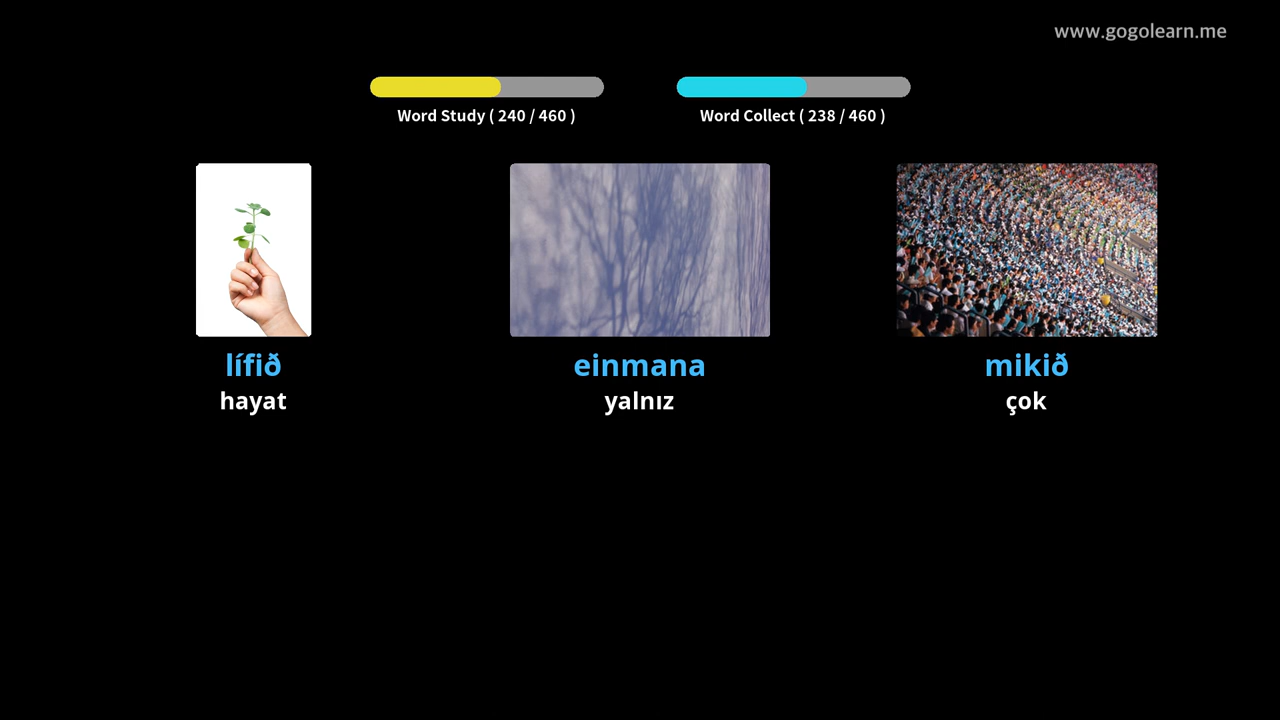 www.gogolearn.me
Word Study ( 240 / 460 )
Word Collect ( 238 / 460 )
lífið
hayat
einmana
yalnız
mikið
çok